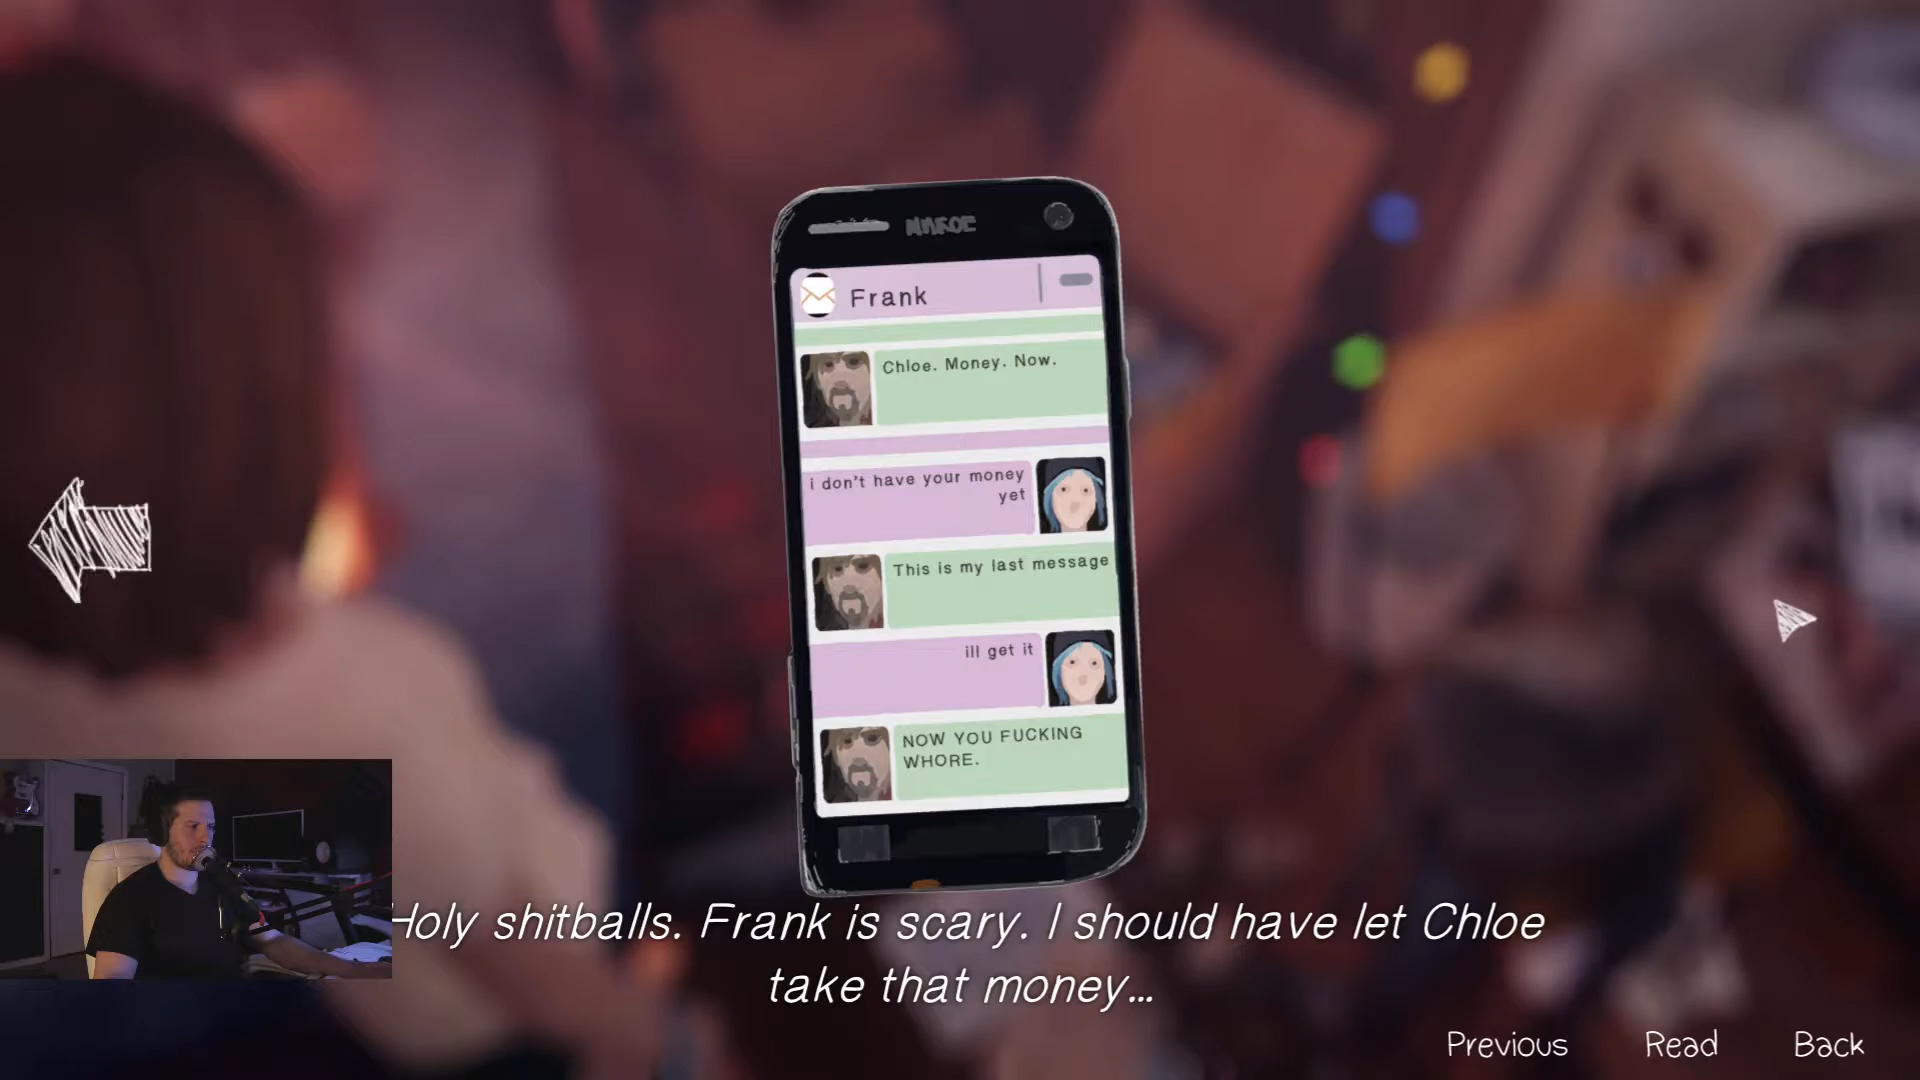 Frank
Chloe. Money. Now.
i don't have your money
yet
This is my last message
ill get it
NOW YOU FUCKING
WHORE.
Holy shitballs. Frank is scary. I should have let Chloe
take that money...
Previous
Read
Back